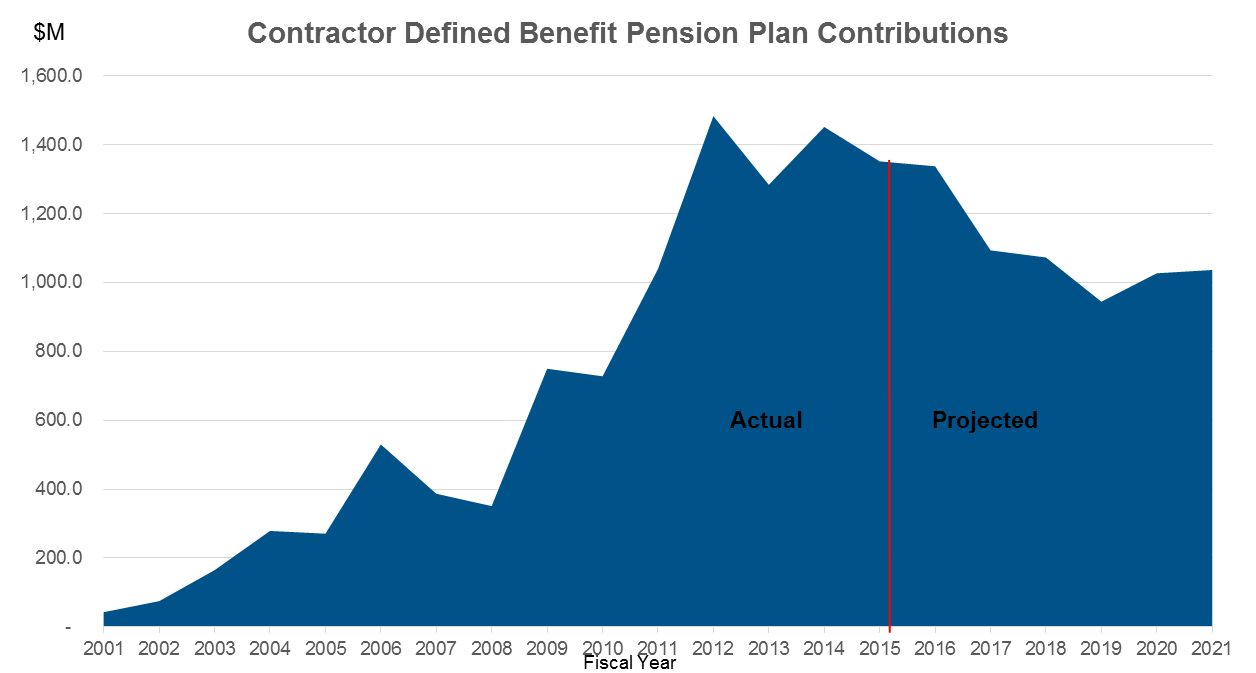 $M
Contractor Defined Benefit Pension Plan Contributions
1,600.0
1,400.0
1,200.0
1,000.0
800.0
600.0
400.0
200.0
-
Actual
Projected
2001 2002 2003 2004 2005 2006 2007 2008 2009 2010 2011 2012 2013 2014 2015 2016 2017 2018 2019 2020 2021
Fiscal Year